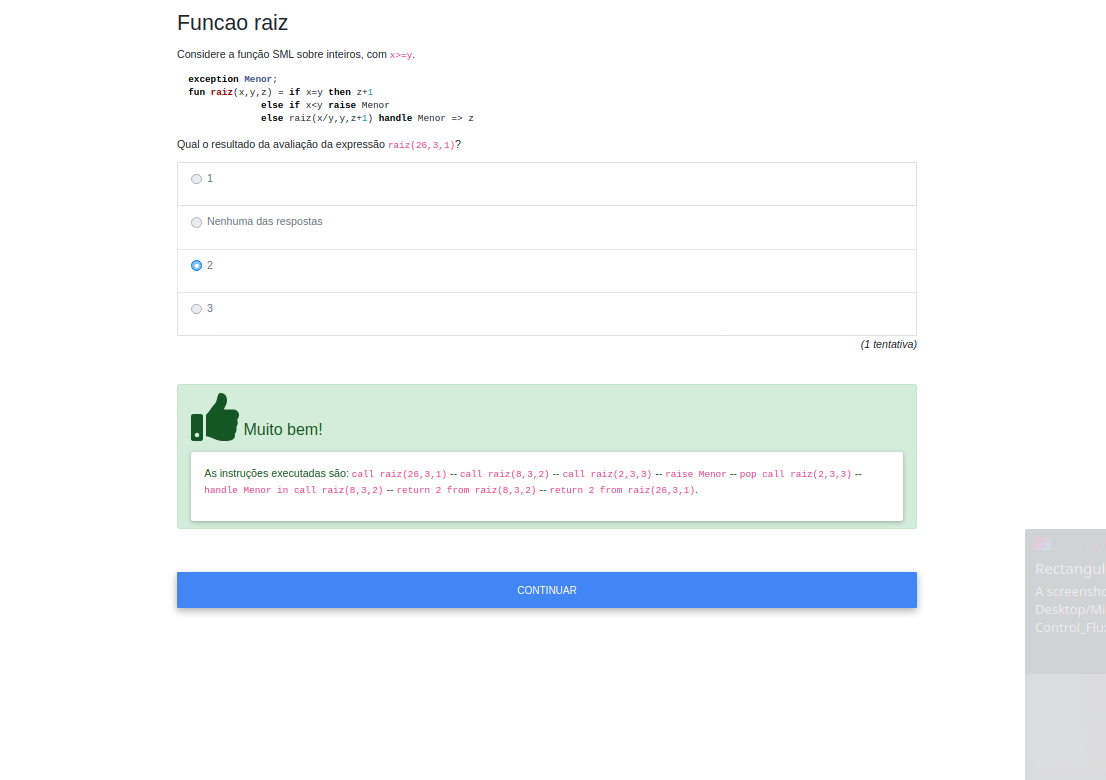 Funcao raiz
Considere a função SML sobre inteiros, com x>=y.
exception Menor;
fun raiz(x,y,z) = if x=y then z+1
else if x<y raise Menor
else raiz(x/y,y,z+1) handle Menor => z
Qual o resultado da avaliação da expressão raiz(26,3,1)?
1
Nenhuma das respostas
2
3
(1 tentativa)
Muito bem!
As instruções executadas são: call raiz(26,3,1) -- call raiz(8,3,2) -- call raiz(2,3,3) -- raise Menor -- pop call raiz(2,3,3) --
handle Menor in call raiz(8,3,2) -- return 2 from raiz(8,3,2) -- return 2 from raiz(26,3,1).
Rectangul
A screensho
Desktop/Mi
Control_Flu
CONTINUAR